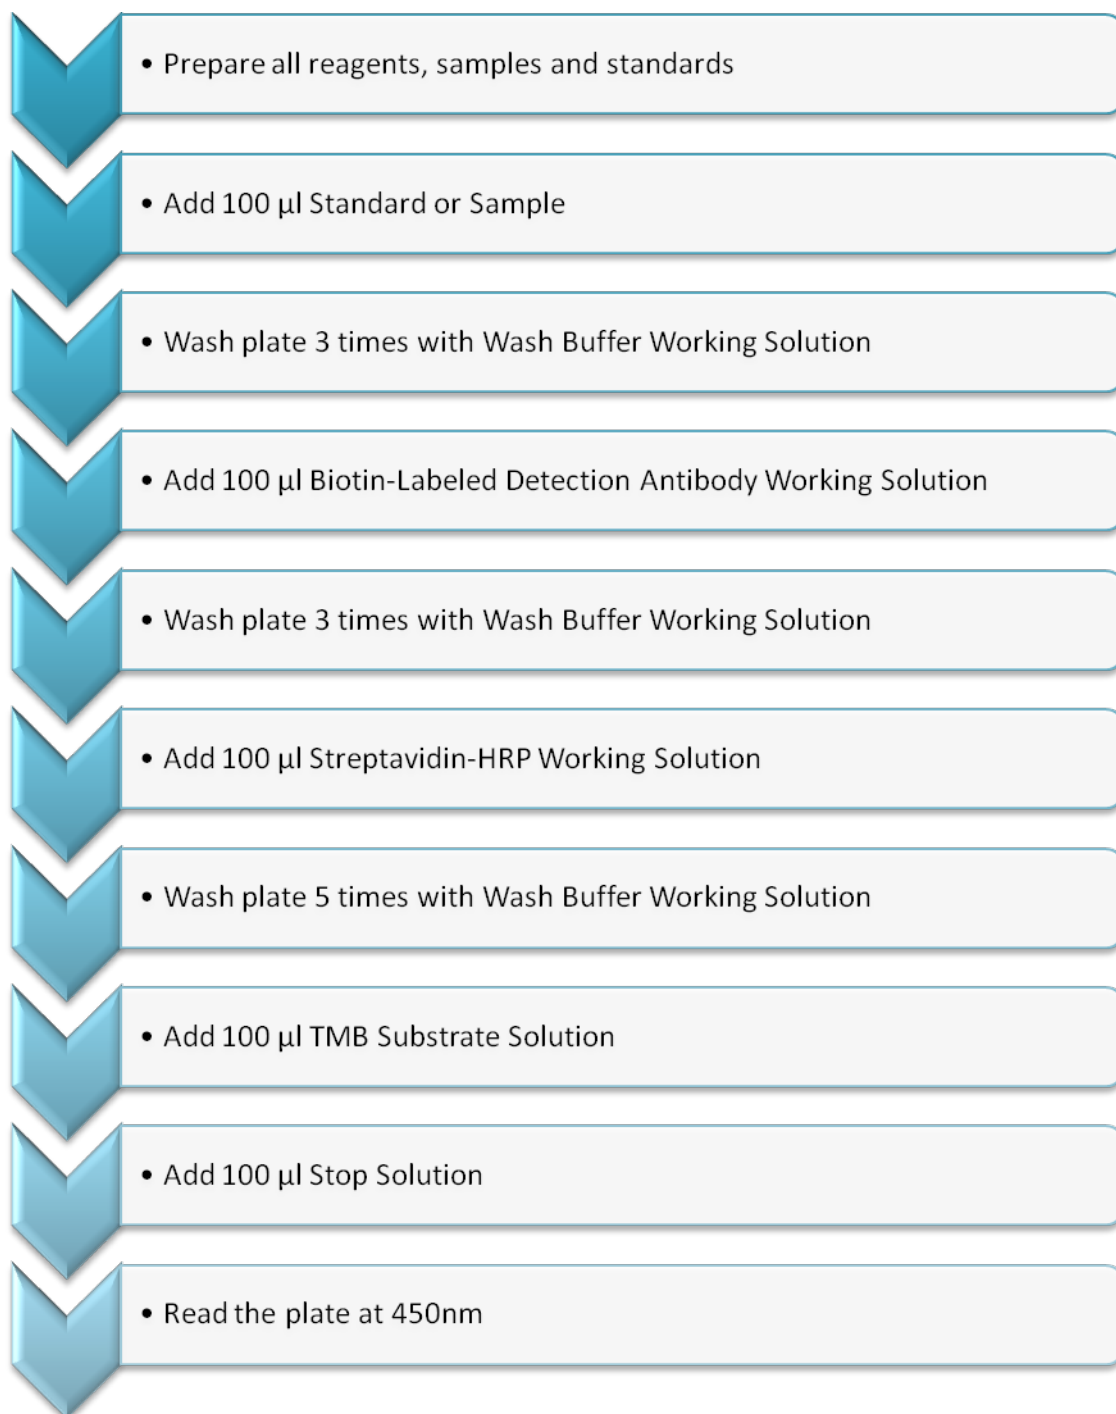 • Prepare all reagents, samples and standards
• Add 100 µl Standard or Sample
• Wash plate 3 times with Wash Buffer Working Solution
• Add 100 µl Biotin-Labeled Detection Antibody Working Solution
• Wash plate 3 times with Wash Buffer Working Solution
• Add 100 µl Streptavidin-HRP Working Solution
• Wash plate 5 times with Wash Buffer Working Solution
• Add 100 µl TMB Substrate Solution
• Add 100 µl Stop Solution
• Read the plate at 450nm